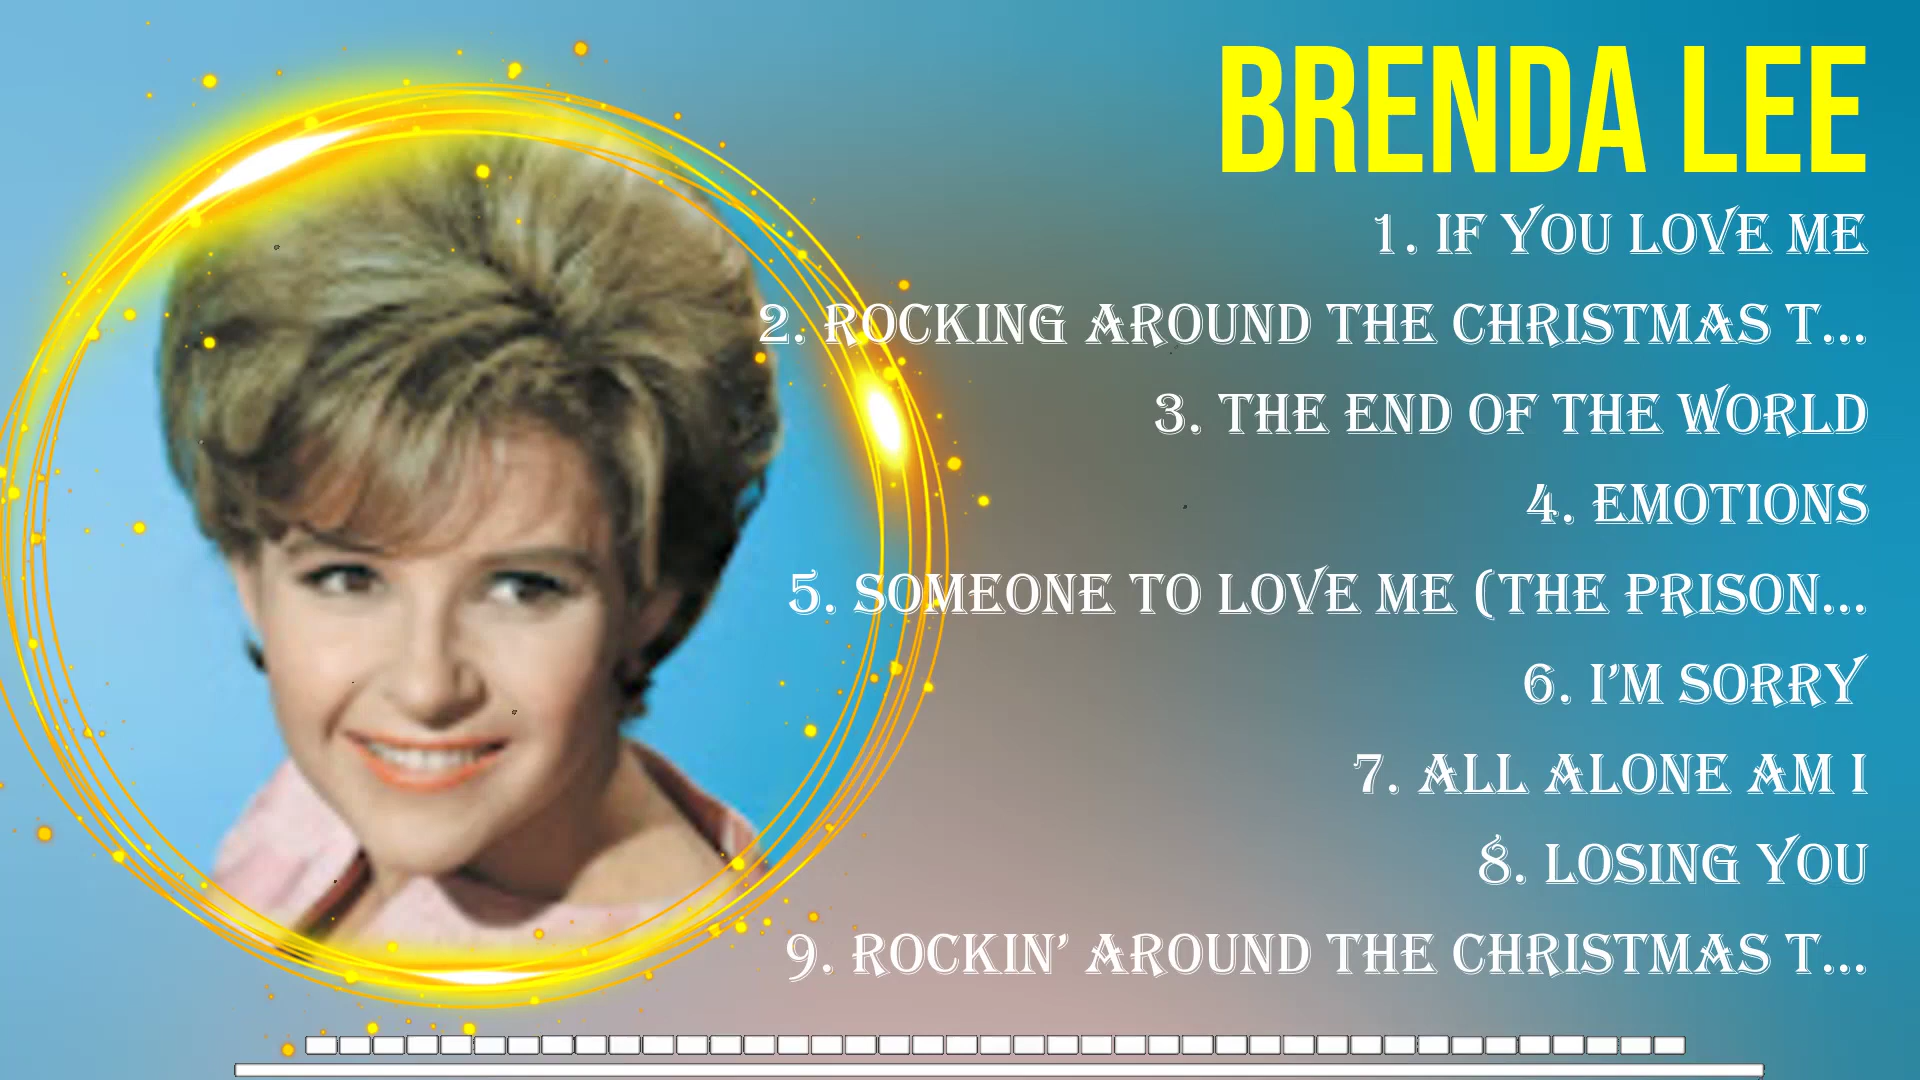 BRENDA LEE
1. IF YOU LOVE ME
2. ROCKING AROUND THE CHRISTMAS T...
3. THE END OF THE WORLD
4. EMOTIONS
5. SOMEONE TO LOVE ME (THE PRISON...
6. I'M SORRY
7. ALL ALONE AM I
8. LOSING YOU
9. ROCKIN' AROUND THE CHRISTMAS T...